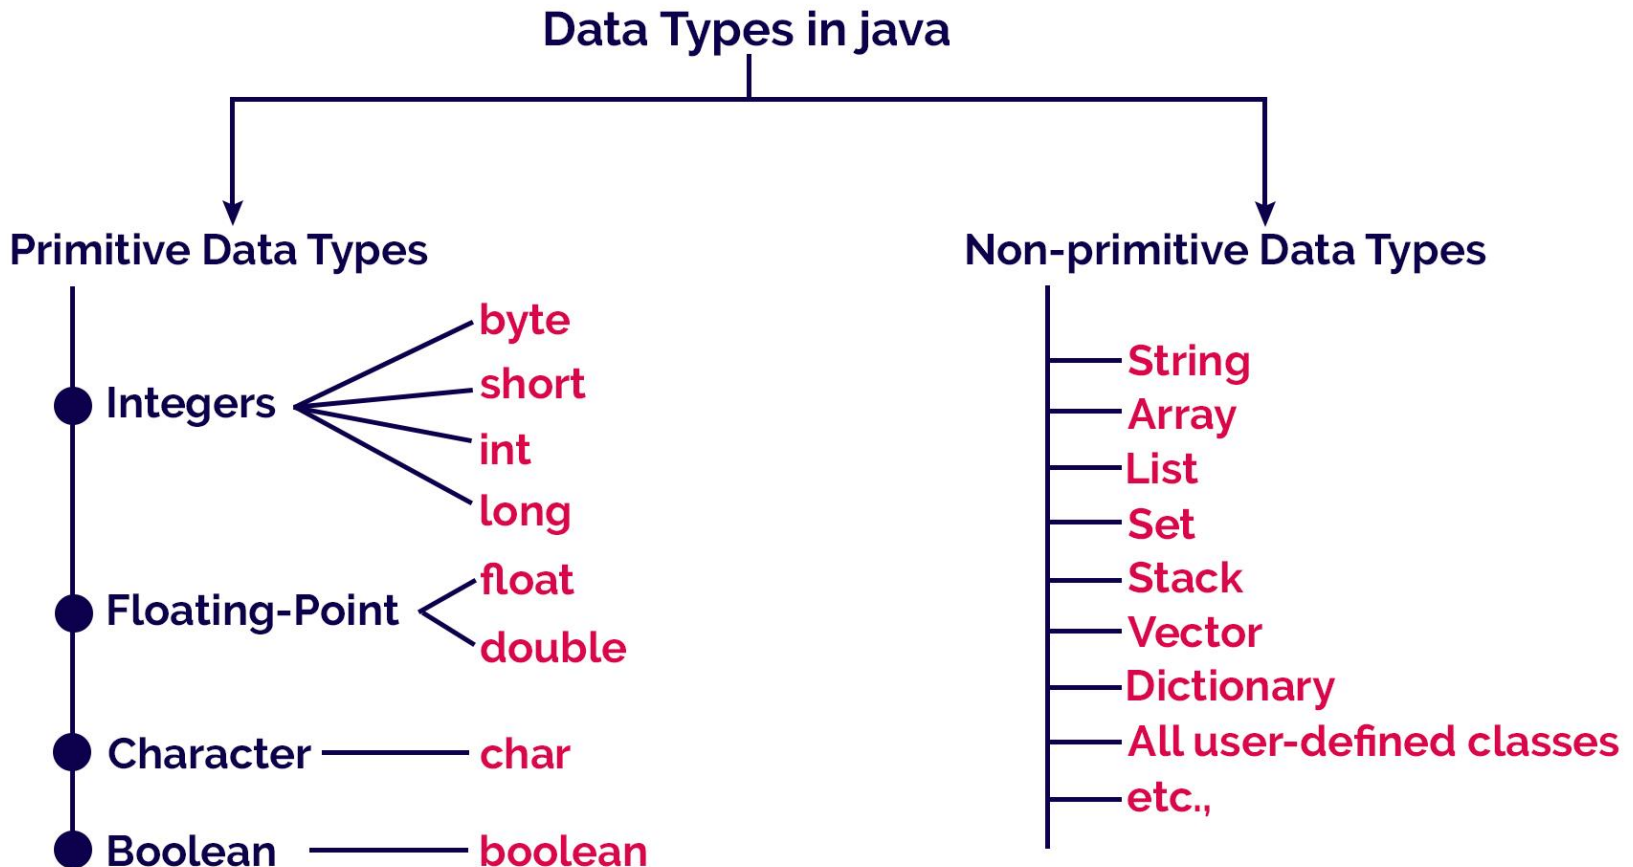 Data Types in java
Primitive Data Types
Integers
byte
short
int
long
Floating-Point
float
double
Character
char
Boolean
boolean
Non-primitive Data Types
String
Array
List
Set
Stack
Vector
Dictionary
All user-defined classes
etc.,